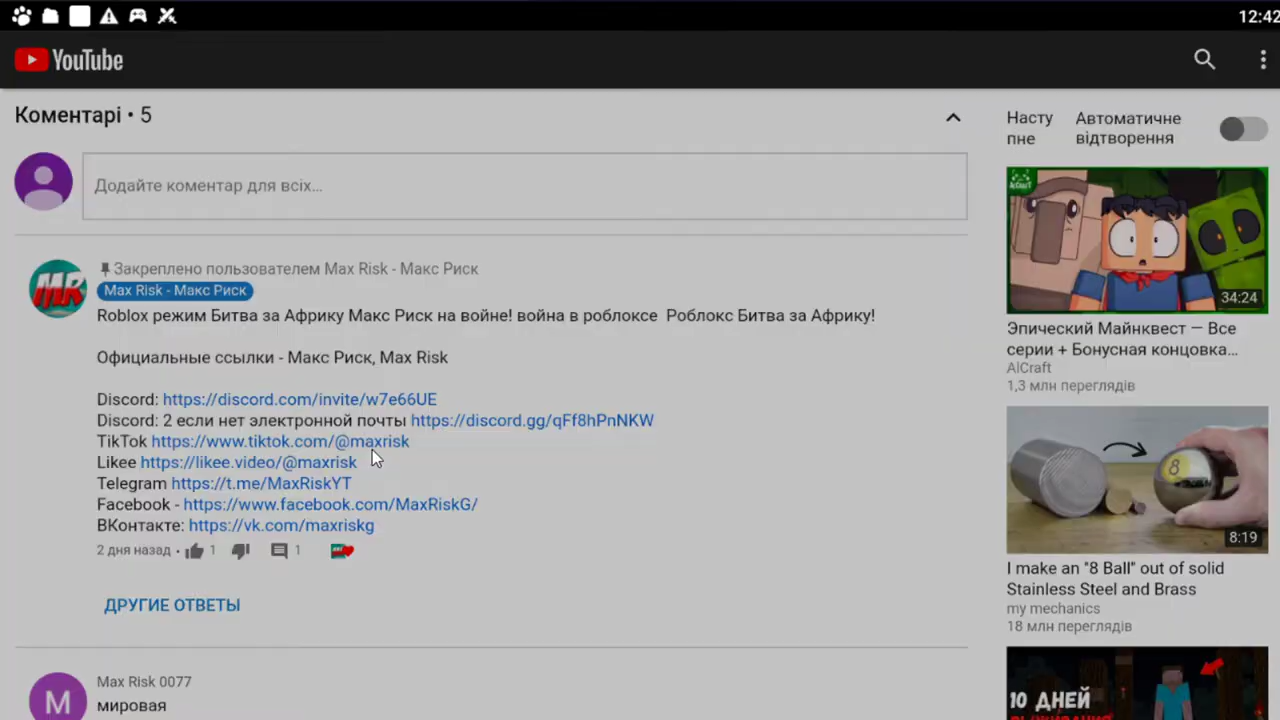 12:42
YouTube
Коментарі • 5
Додайте коментар для всіх...
Закреплено пользователем Max Risk - Макс Риск
Max Risk - Макс Риск
MR
Roblox режим Битва за Африку Макс Риск на войне! война в роблоксе Роблокс Битва за Африку!
Официальные ссылки - Макс Риск, Max Risk
Discord: https://discord.com/invite/w7e66UE
Discord: 2 если нет электронной почты https://discord.gg/qFf8hPnNKW
TikTok https://www.tiktok.com/@maxrisk
Likee https://likee.video/@maxrisk
Telegram https://t.me/MaxRiskYT
Facebook - https://www.facebook.com/MaxRiskG/
ВКонтакте: https://vk.com/maxriskg
2 дня назад • 1 1
ДРУГИЕ ОТВЕТЫ
Max Risk 0077
M
мировая
Насту
пне
Автоматичне
відтворення
AlCRAFT
34:24
Эпический Майнквест — Все
серии + Бонусная концовка...
AlCraft
1,3 млн переглядів
8
8:19
I make an "8 Ball" out of solid
Stainless Steel and Brass
my mechanics
18 млн переглядів
10 ДНЕЙ